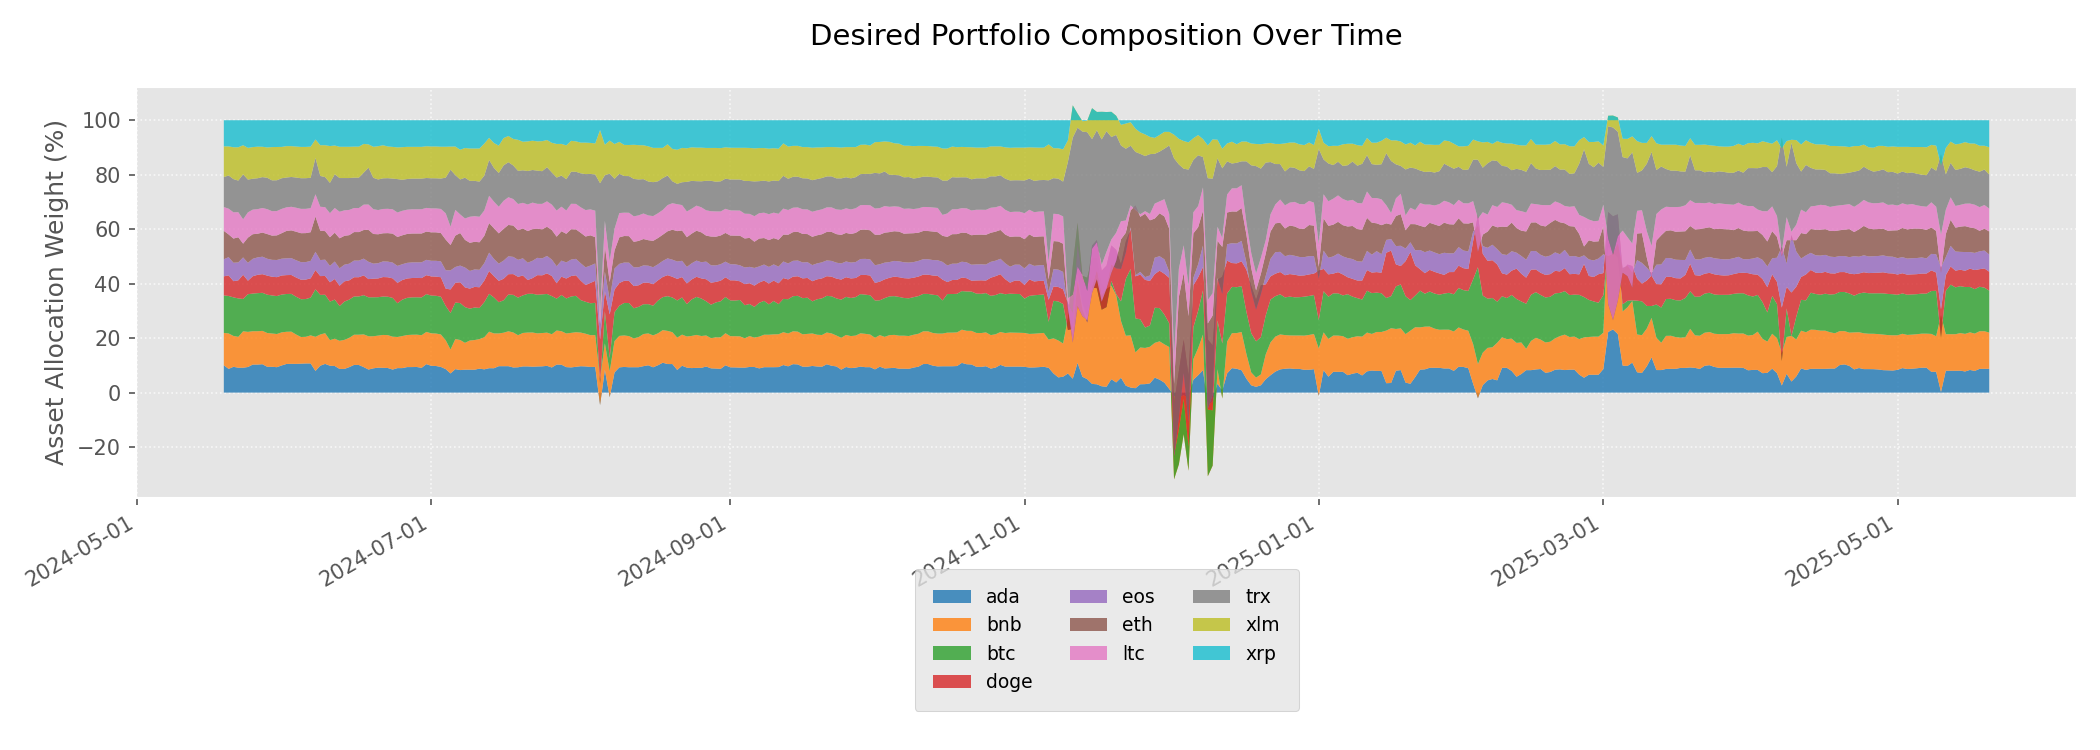 Desired Portfolio Composition Over Time
Asset Allocation Weight (%)
100
80
60
40
20
0
−20
2024-05-01
2024-07-01
2024-09-01
2024-11-01
2025-01-01
2025-03-01
2025-05-01
ada
bnb
btc
doge
eos
eth
ltc
trx
xlm
xrp